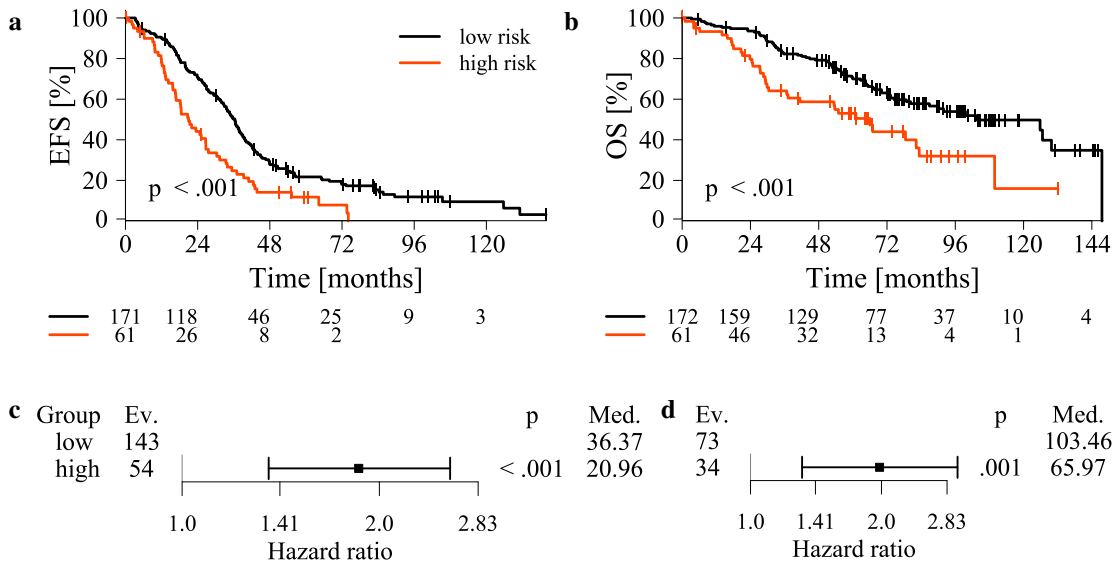 a
EFS [%]
100
80
60
40
20
0
p < .001
low risk
high risk
0 24 48 72 96 120
Time [months]
171 118 46 25 9 3
61 26 8 2
b
OS [%]
100
80
60
40
20
0
p < .001
0 24 48 72 96 120 144
Time [months]
172 159 129 77 37 10 4
61 46 32 13 4 1
c
Group Ev. p Med.
low 143 36.37
high 54 < .001 20.96
1.0 1.41 2.0 2.83
Hazard ratio
d
Ev. p Med.
73 103.46
34 .001 65.97
1.0 1.41 2.0 2.83
Hazard ratio